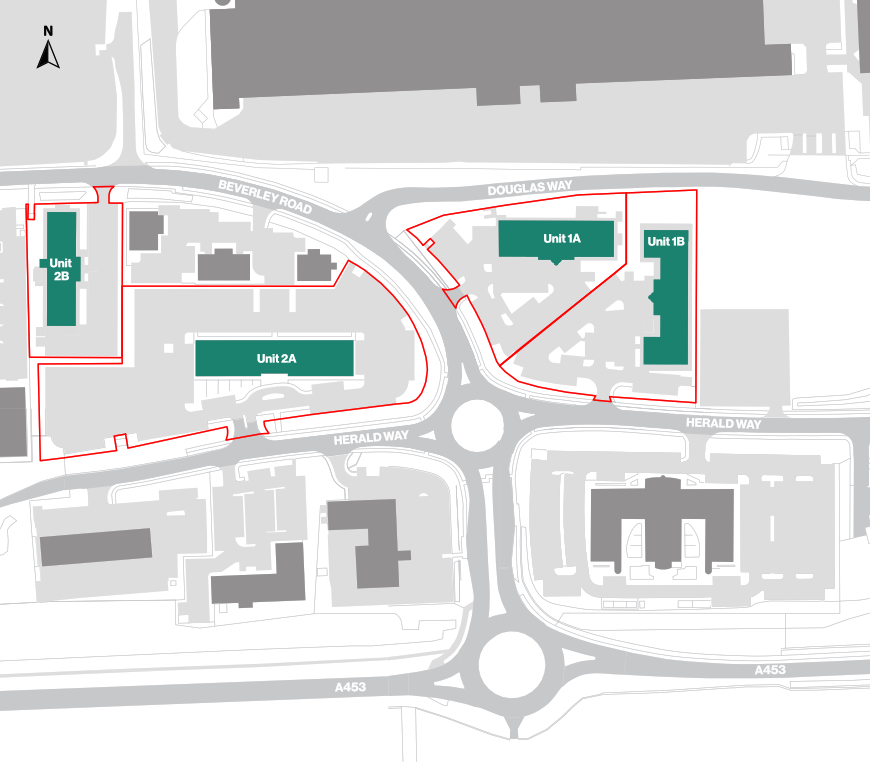 N
BEVERLEY ROAD
DOUGLAS WAY
Unit 1A
Unit 1B
Unit
2B
Unit 2A
HERALD WAY
HERALD WAY
A453
A453